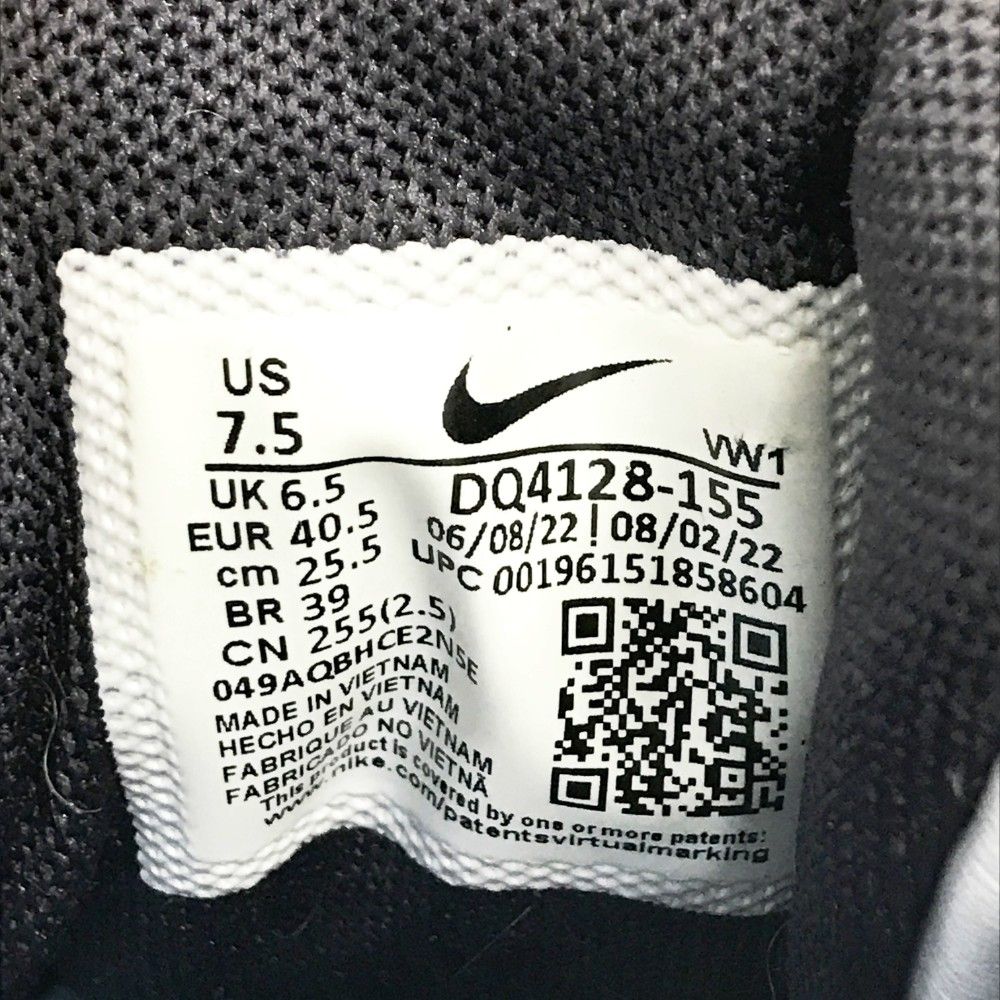 US
7.5
VW1
UK 6.5
EUR 40.5
cm 25.5
BR 39
CN 255(2.5)
DQ4128-155
06/08/22 ! 08/02/22
UPC 00196151858604
049AQBHCE2N5E
MADE IN VIETNAM
HECHO EN VIETNAM
FABRIQUE AU VIETNAM
FABRICADO NO VIETNÃ
This product is covered by one or more patents:
www.nike.com/patentsvirtualmarking